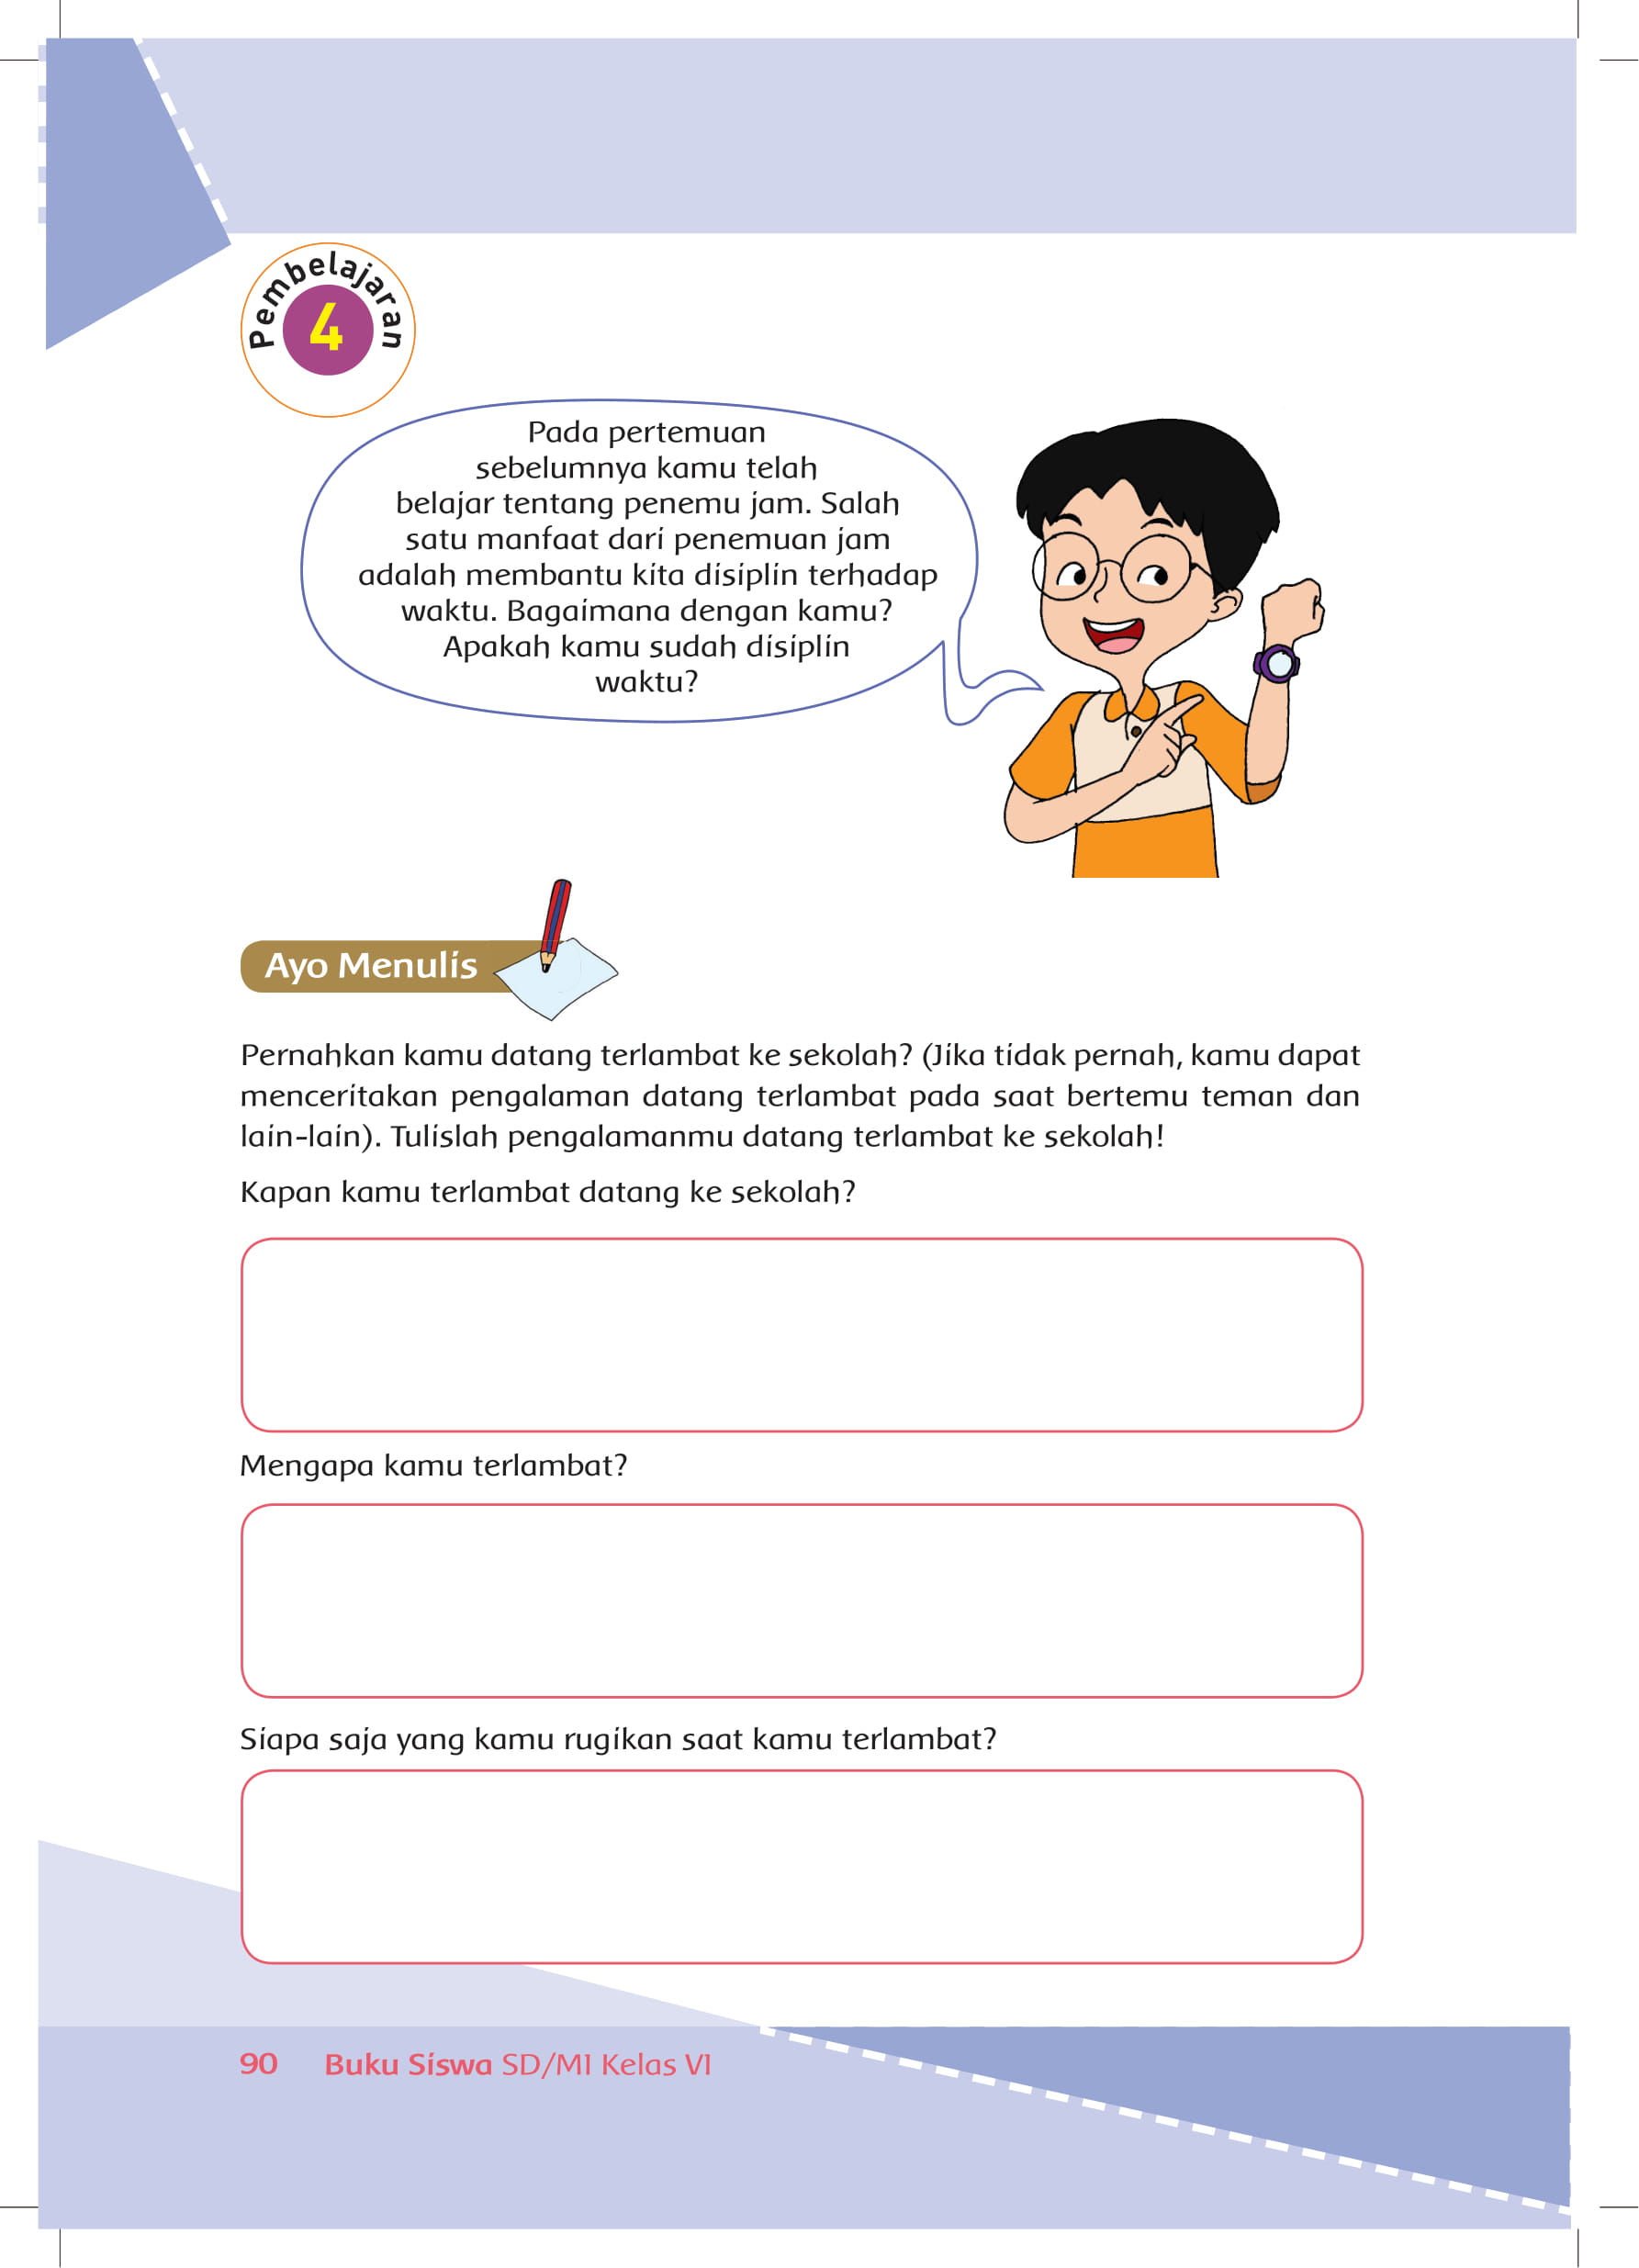 Pembelajaran
4
Pada pertemuan
sebelumnya kamu telah
belajar tentang penemu jam. Salah
satu manfaat dari penemuan jam
adalah membantu kita disiplin terhadap
waktu. Bagaimana dengan kamu?
Apakah kamu sudah disiplin
waktu?
Ayo Menulis
Pernahkan kamu datang terlambat ke sekolah? (Jika tidak pernah, kamu dapat
menceritakan pengalaman datang terlambat pada saat bertemu teman dan
lain-lain). Tulislah pengalamanmu datang terlambat ke sekolah!
Kapan kamu terlambat datang ke sekolah?
Mengapa kamu terlambat?
Siapa saja yang kamu rugikan saat kamu terlambat?
90 Buku Siswa SD/MI Kelas VI